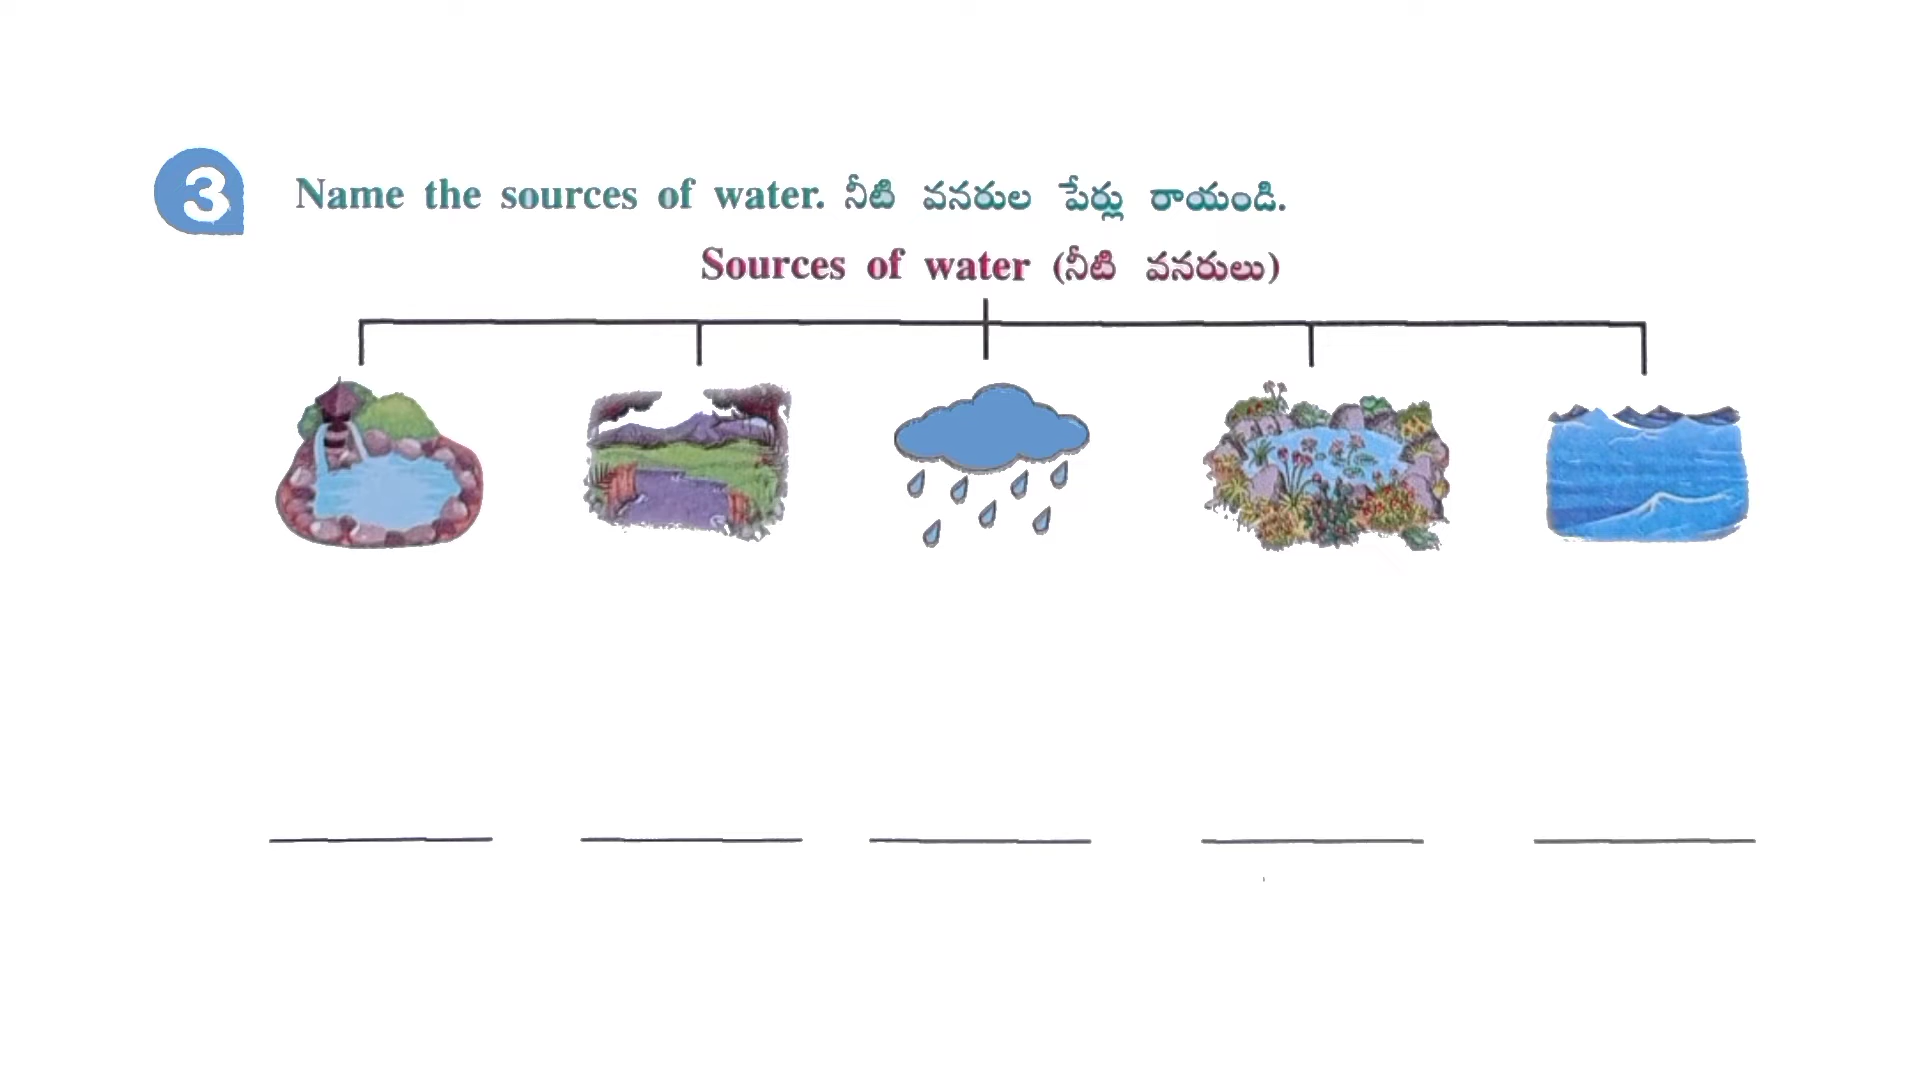 3 Name the sources of water. నీటి వనరుల పేర్లు రాయండి.
Sources of water (నీటి వనరులు)